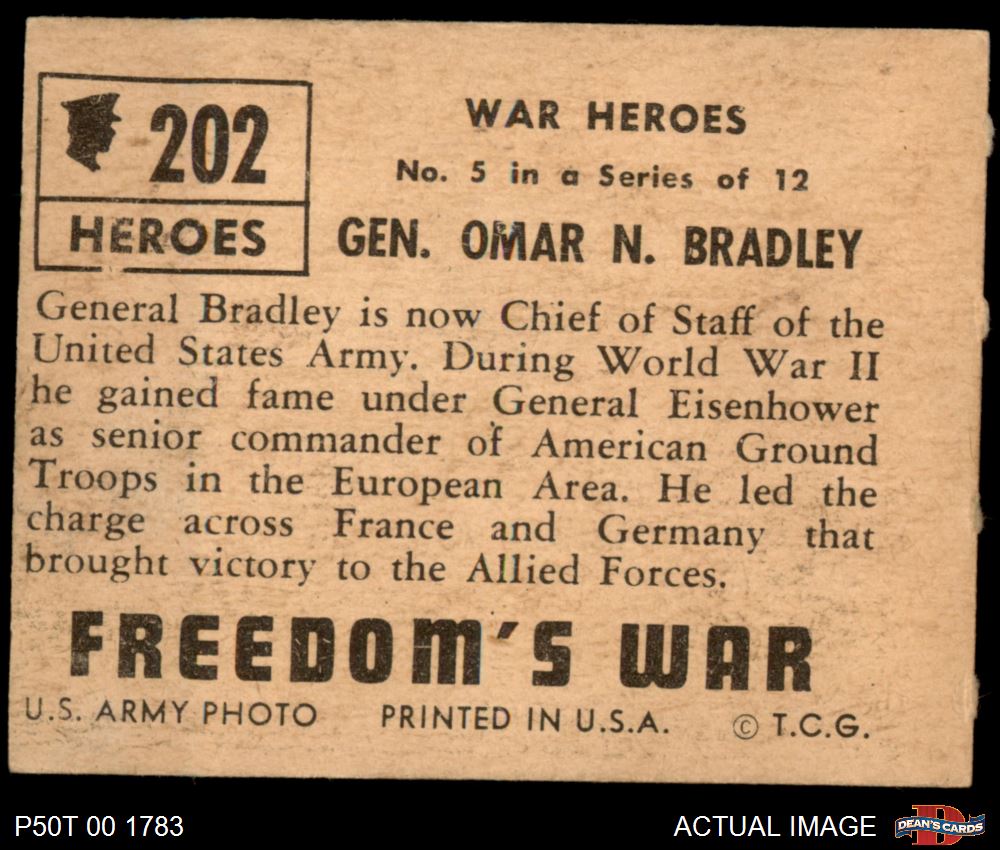 202
HEROES
WAR HEROES
No. 5 in a Series of 12
GEN. OMAR N. BRADLEY
General Bradley is now Chief of Staff of the
United States Army. During World War II
he gained fame under General Eisenhower
as senior commander of American Ground
Troops in the European Area. He led the
charge across France and Germany that
brought victory to the Allied Forces.
FREEDOM'S WAR
U.S. ARMY PHOTO PRINTED IN U.S.A. © T.C.G.
P50T 00 1783 ACTUAL IMAGE D DEAN'S CARDS